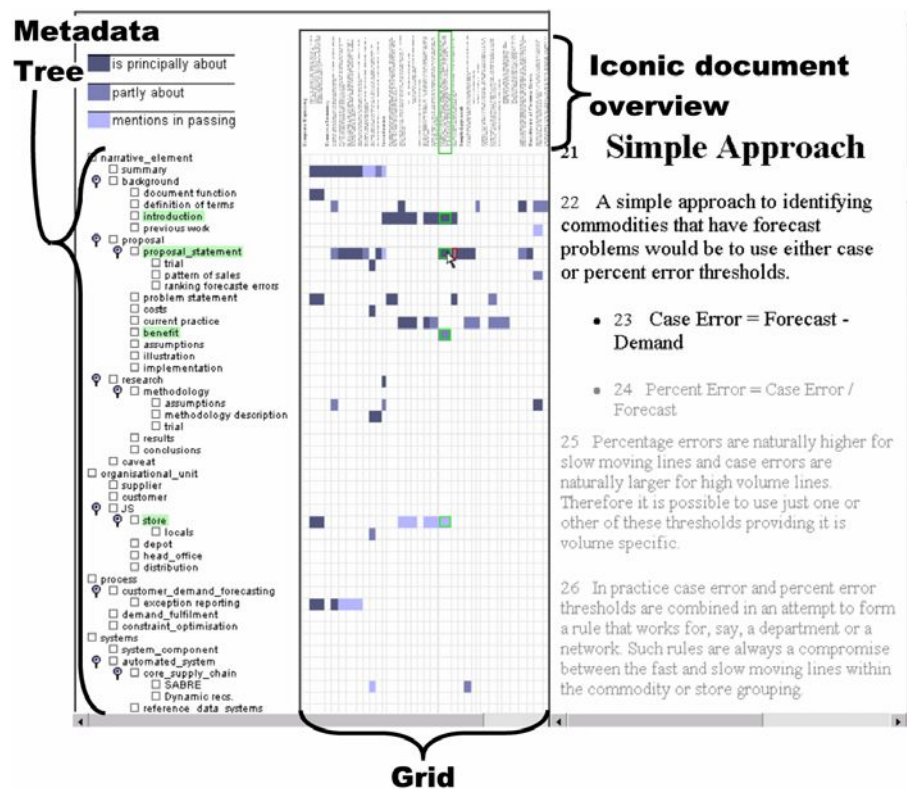 Metadata
Tree
is principally about
partly about
mentions in passing
Iconic document
overview
narrative_element
summary
background
document function
definition of terms
introduction
previous work
proposal
proposal_statement
trial
pattern of sales
ranking forecaste errors
problem statement
costs
current practice
benefit
assumptions
illustration
implementation
research
methodology
assumptions
methodology description
trial
results
conclusions
caveat
organisational_unit
supplier
customer
JS
store
locals
depot
head_office
distribution
process
customer_demand_forecasting
exception reporting
demand_fulfilment
constraint_optimisation
systems
system_component
automated_system
core_supply_chain
SABRE
Dynamic recs.
reference_data_systems
21 Simple Approach
22 A simple approach to identifying
commodities that have forecast
problems would be to use either case
or percent error thresholds.
• 23 Case Error = Forecast -
Demand
• 24 Percent Error = Case Error /
Forecast
25 Percentage errors are naturally higher for
slow moving lines and case errors are
naturally larger for high volume lines.
Therefore it is possible to use just one or
other of these thresholds providing it is
volume specific.
26 In practice case error and percent error
thresholds are combined in an attempt to form
a rule that works for, say, a department or a
network. Such rules are always a compromise
between the fast and slow moving lines within
the commodity or store grouping.
Grid